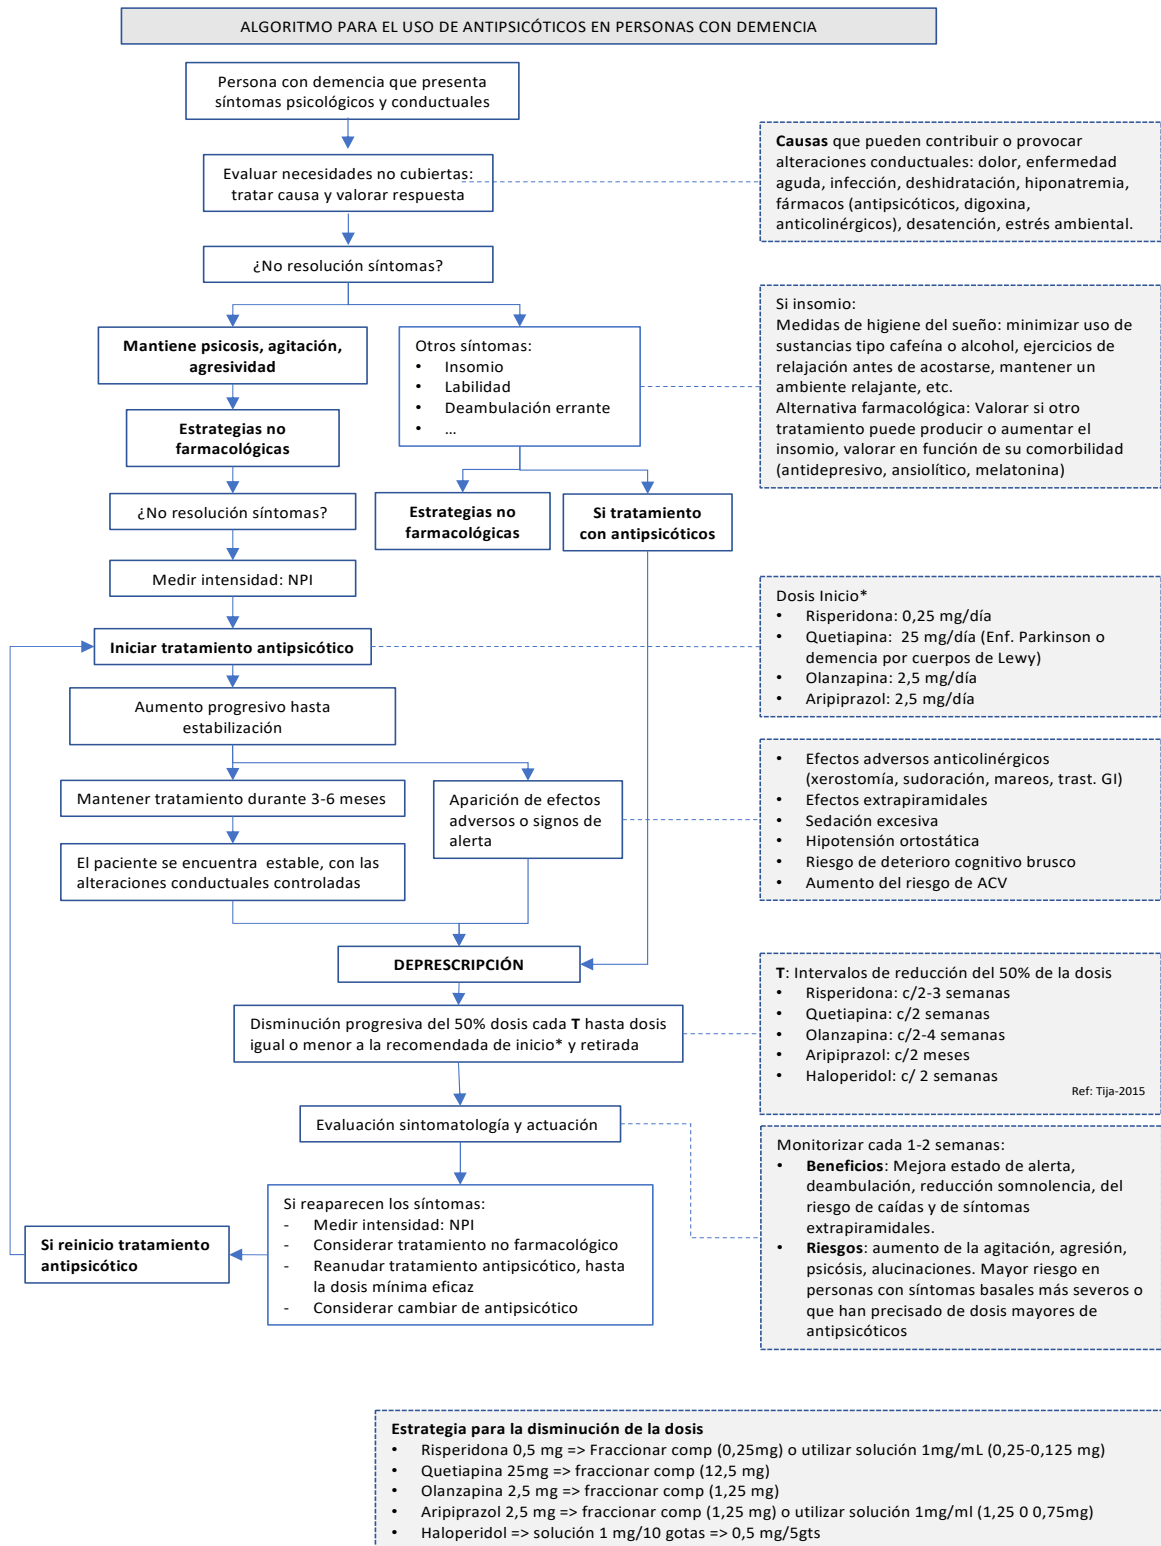 ALGORITMO PARA EL USO DE ANTIPSICÓTICOS EN PERSONAS CON DEMENCIA
Persona con demencia que presenta
síntomas psicológicos y conductuales
Evaluar necesidades no cubiertas:
tratar causa y valorar respuesta
Causas que pueden contribuir o provocar
alteraciones conductuales: dolor, enfermedad
aguda, infección, deshidratación, hiponatremia,
fármacos (antipsicóticos, digoxina,
anticolinérgicos), desatención, estrés ambiental.
¿No resolución síntomas?
Mantiene psicosis, agitación,
agresividad
Otros síntomas:
• Insomio
• Labilidad
• Deambulación errante
• ...
Si insomio:
Medidas de higiene del sueño: minimizar uso de
sustancias tipo cafeína o alcohol, ejercicios de
relajación antes de acostarse, mantener un
ambiente relajante, etc.
Alternativa farmacológica: Valorar si otro
tratamiento puede producir o aumentar el
insomio, valorar en función de su comorbilidad
(antidepresivo, ansiolítico, melatonina)
Estrategias no
farmacológicas
¿No resolución síntomas?
Estrategias no
farmacológicas
Si tratamiento
con antipsicóticos
Medir intensidad: NPI
Iniciar tratamiento antipsicótico
Dosis Inicio*
• Risperidona: 0,25 mg/día
• Quetiapina:  25 mg/día (Enf. Parkinson o
demencia por cuerpos de Lewy)
• Olanzapina: 2,5 mg/día
• Aripiprazol: 2,5 mg/día
Aumento progresivo hasta
estabilización
Mantener tratamiento durante 3-6 meses
Aparición de efectos
adversos o signos de
alerta
• Efectos adversos anticolinérgicos
(xerostomía, sudoración, mareos, trast. GI)
• Efectos extrapiramidales
• Sedación excesiva
• Hipotensión ortostática
• Riesgo de deterioro cognitivo brusco
• Aumento del riesgo de ACV
El paciente se encuentra  estable, con las
alteraciones conductuales controladas
DEPRESCRIPCIÓN
T: Intervalos de reducción del 50% de la dosis
• Risperidona: c/2-3 semanas
• Quetiapina: c/2 semanas
• Olanzapina: c/2-4 semanas
• Aripiprazol: c/2 meses
• Haloperidol: c/ 2 semanas
Ref: Tija-2015
Disminución progresiva del 50% dosis cada T hasta dosis
igual o menor a la recomendada de inicio* y retirada
Evaluación sintomatología y actuación
Monitorizar cada 1-2 semanas:
• Beneficios: Mejora estado de alerta,
deambulación, reducción somnolencia, del
riesgo de caídas y de síntomas
extrapiramidales.
• Riesgos: aumento de la agitación, agresión,
psicósis, alucinaciones. Mayor riesgo en
personas con síntomas basales más severos o
que han precisado de dosis mayores de
antipsicóticos
Si reaparecen los síntomas:
- Medir intensidad: NPI
- Considerar tratamiento no farmacológico
- Reanudar tratamiento antipsicótico, hasta
la dosis mínima eficaz
- Considerar cambiar de antipsicótico
Si reinicio tratamiento
antipsicótico
Estrategia para la disminución de la dosis
• Risperidona 0,5 mg => Fraccionar comp (0,25mg) o utilizar solución 1mg/mL (0,25-0,125 mg)
• Quetiapina 25mg => fraccionar comp (12,5 mg)
• Olanzapina 2,5 mg => fraccionar comp (1,25 mg)
• Aripiprazol 2,5 mg => fraccionar comp (1,25 mg) o utilizar solución 1mg/ml (1,25 0 0,75mg)
• Haloperidol => solución 1 mg/10 gotas => 0,5 mg/5gts